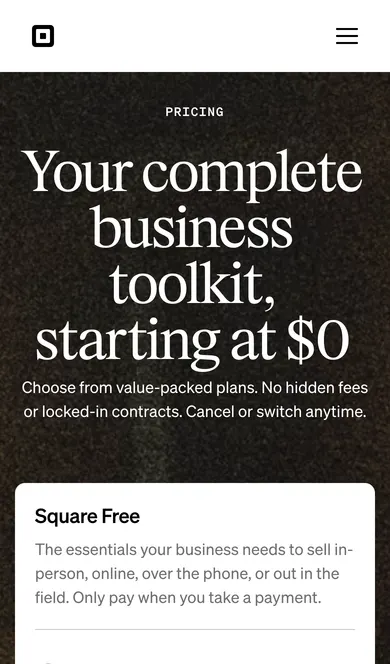 PRICING
Your complete
business
toolkit,
starting at $0
Choose from value-packed plans. No hidden fees
or locked-in contracts. Cancel or switch anytime.
Square Free
The essentials your business needs to sell in-
person, online, over the phone, or out in the
field. Only pay when you take a payment.